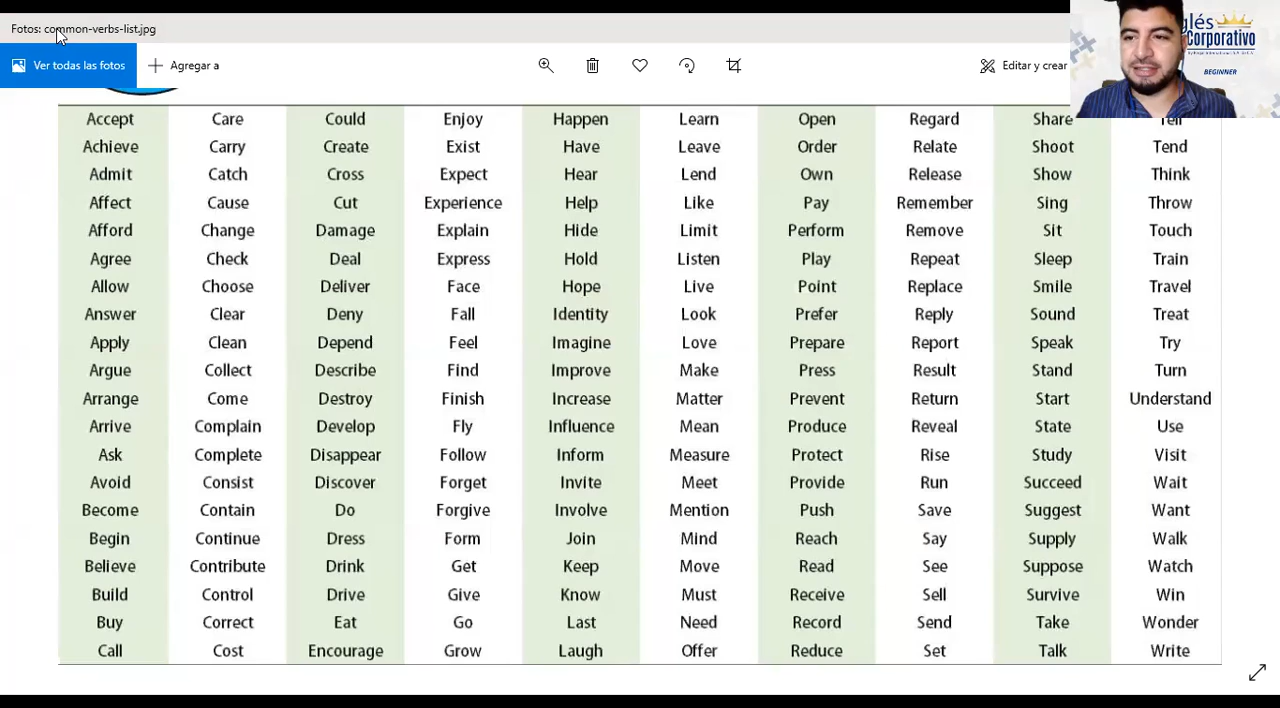 Fotos: common-verbs-list.jpg
Ver todas las fotos
Agregar a
Editar y crear
glés
Corporativo
BEGINNER
Accept Care Could Enjoy Happen Learn Open Regard Share Tell
Achieve Carry Create Exist Have Leave Order Relate Shoot Tend
Admit Catch Cross Expect Hear Lend Own Release Show Think
Affect Cause Cut Experience Help Like Pay Remember Sing Throw
Afford Change Damage Explain Hide Limit Perform Remove Sit Touch
Agree Check Deal Express Hold Listen Play Repeat Sleep Train
Allow Choose Deliver Face Hope Live Point Replace Smile Travel
Answer Clear Deny Fall Identity Look Prefer Reply Sound Treat
Apply Clean Depend Feel Imagine Love Prepare Report Speak Try
Argue Collect Describe Find Improve Make Press Result Stand Turn
Arrange Come Destroy Finish Increase Matter Prevent Return Start Understand
Arrive Complain Develop Fly Influence Mean Produce Reveal State Use
Ask Complete Disappear Follow Inform Measure Protect Rise Study Visit
Avoid Consist Discover Forget Invite Meet Provide Run Succeed Wait
Become Contain Do Forgive Involve Mention Push Save Suggest Want
Begin Continue Dress Form Join Mind Reach Say Supply Walk
Believe Contribute Drink Get Keep Move Read See Suppose Watch
Build Control Drive Give Know Must Receive Sell Survive Win
Buy Correct Eat Go Last Need Record Send Take Wonder
Call Cost Encourage Grow Laugh Offer Reduce Set Talk Write